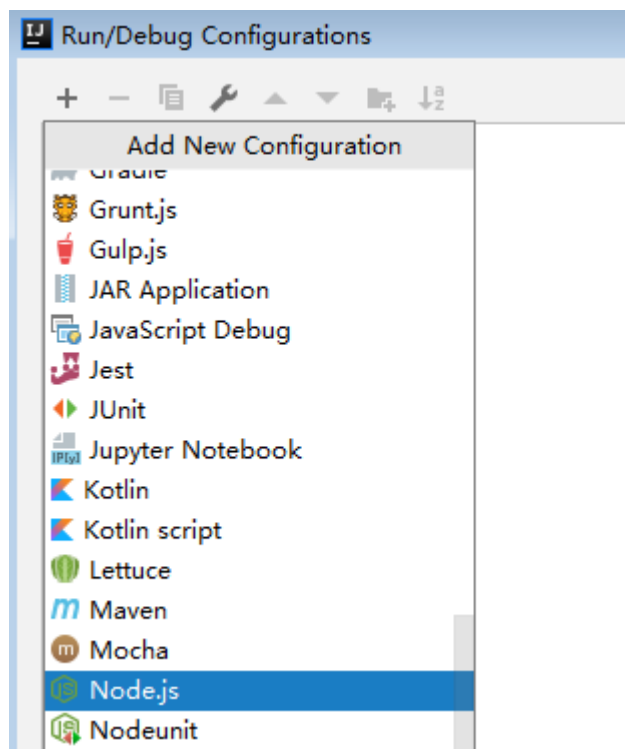 Run/Debug Configurations
Add New Configuration
Gradle
Grunt.js
Gulp.js
JAR Application
JavaScript Debug
Jest
JUnit
Jupyter Notebook
Kotlin
Kotlin script
Lettuce
Maven
Mocha
Node.js
Nodeunit